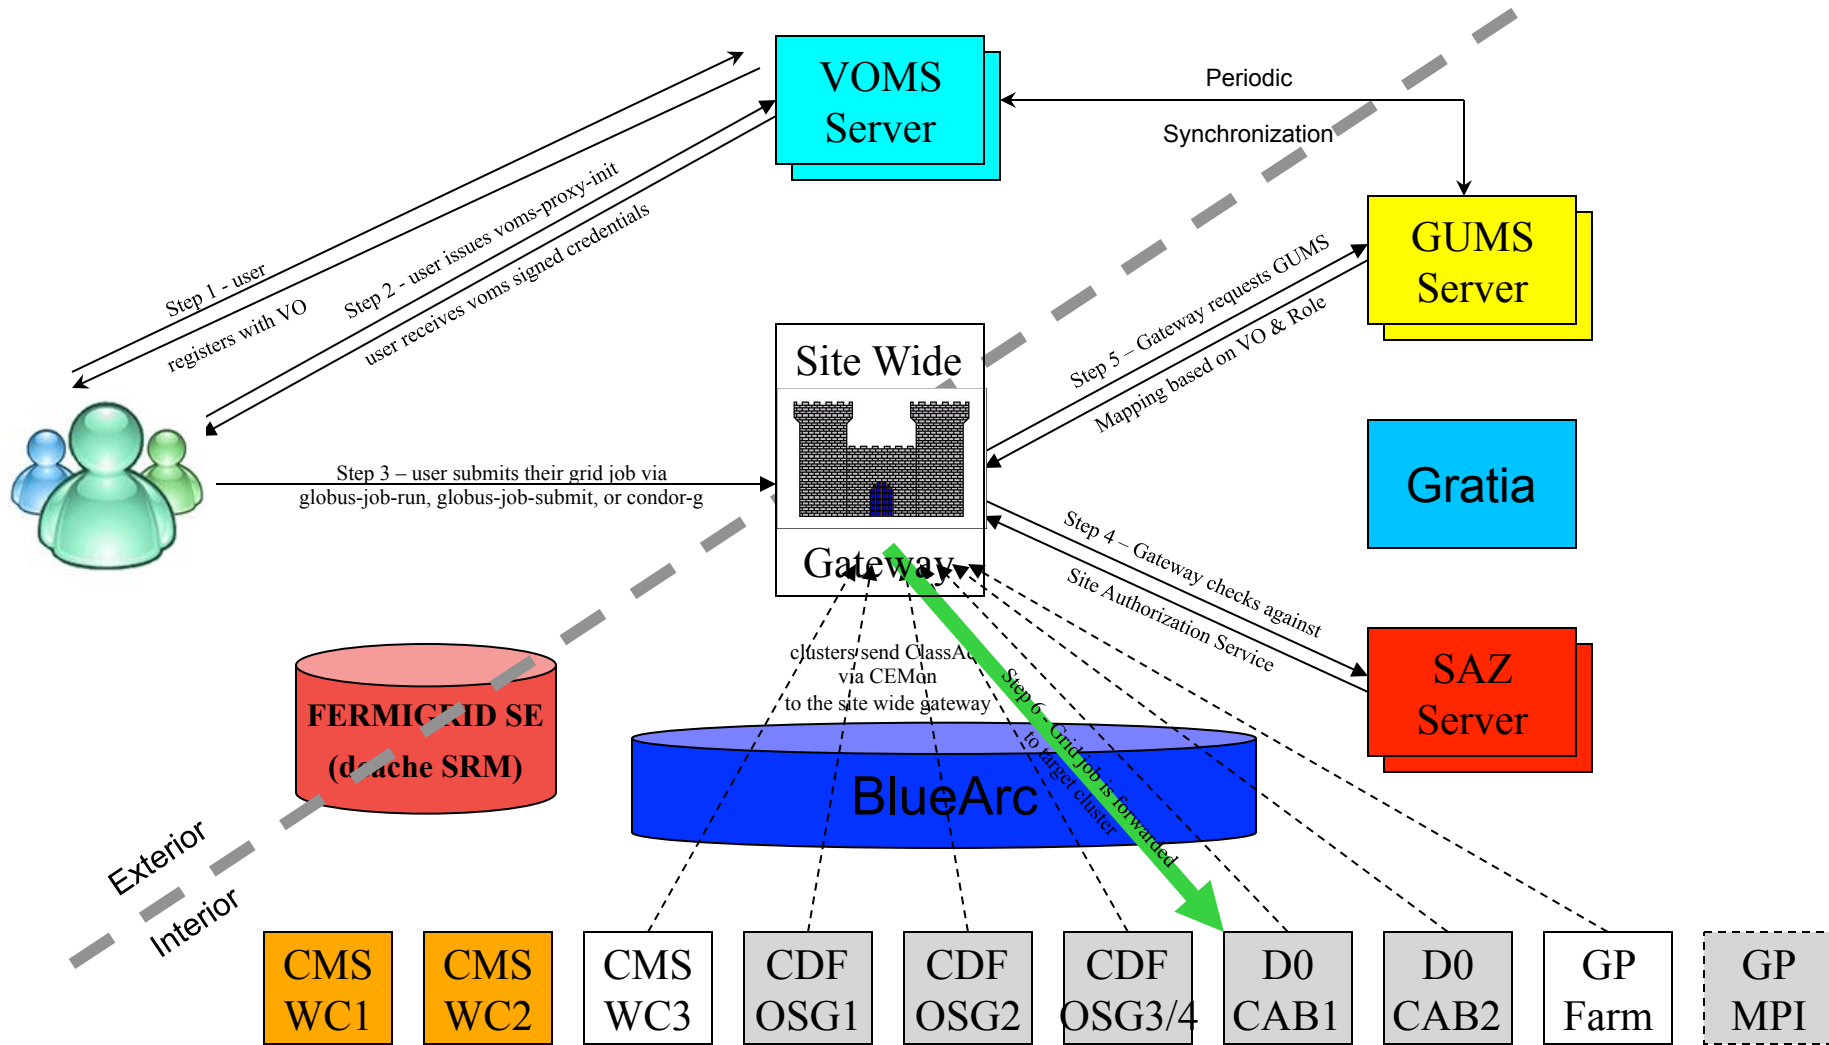 VOMS
Server
Periodic
Synchronization
GUMS
Server
Step 1 - user
registers with VO
Step 2 - user issues voms-proxy-init
user receives voms signed credentials
Site Wide
Gateway
Step 5 – Gateway requests GUMS
Mapping based on VO & Role
Step 3 – user submits their grid job via
globus-job-run, globus-job-submit, or condor-g
Gratia
Step 4 – Gateway checks against
Site Authorization Service
SAZ
Server
clusters send ClassAd
via CEMon
to the site wide gateway
Step 6 - Grid job is forwarded
to target cluster
FERMIGRID SE
(dcache SRM)
BlueArc
Exterior
Interior
CMS
WC1
CMS
WC2
CMS
WC3
CDF
OSG1
CDF
OSG2
CDF
OSG3/4
D0
CAB1
D0
CAB2
GP
Farm
GP
MPI